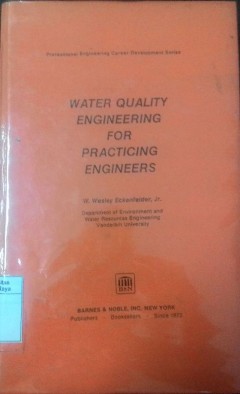 Professional Engineering Career Development Series
WATER QUALITY
ENGINEERING
FOR
PRACTICING
ENGINEERS
W. Wesley Eckenfelder, Jr.
Department of Environment and
Water Resources Engineering
Vanderbilt University
B&N
BARNES & NOBLE, INC. NEW YORK
Publishers · Booksellers · Since 1873